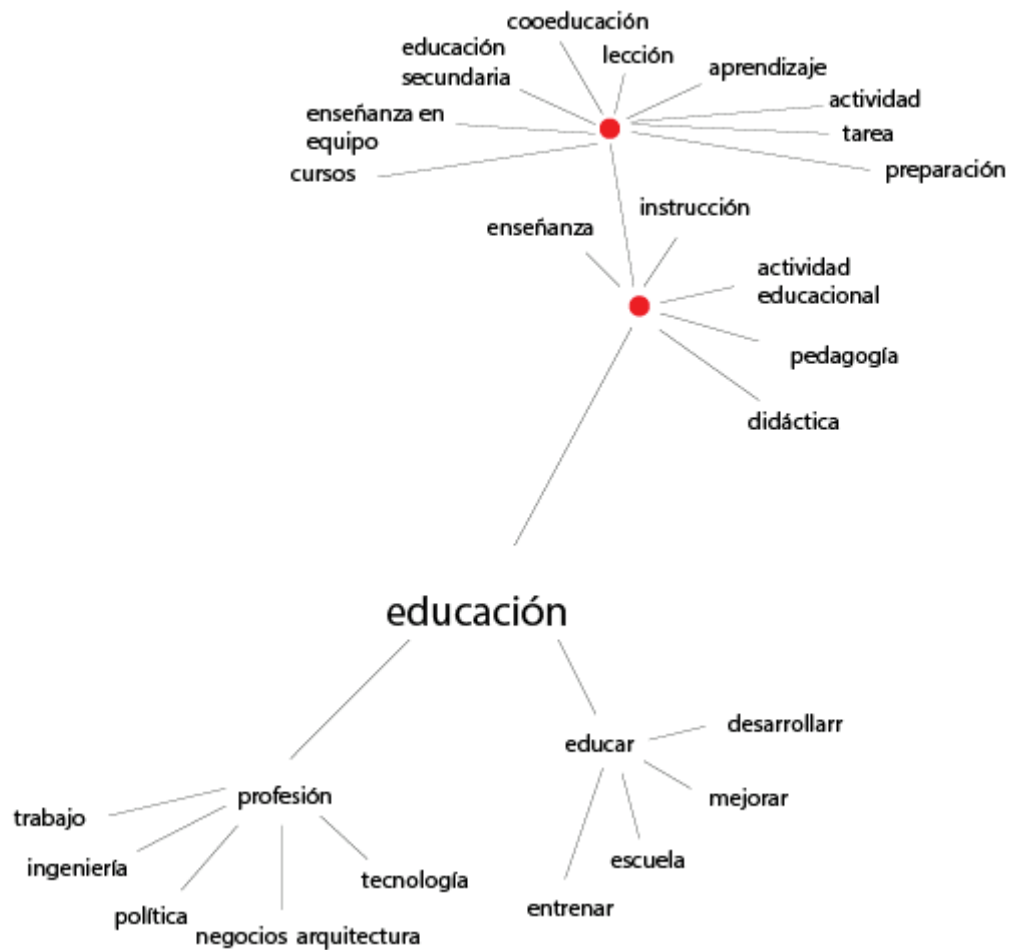 cooeducación
educación
secundaria
lección
aprendizaje
enseñanza en
equipo
actividad
tarea
cursos
preparación
enseñanza
instrucción
actividad
educacional
pedagogía
didáctica
educación
educar
desarrollarr
mejorar
escuela
entrenar
profesión
trabajo
ingeniería
política
negocios arquitectura
tecnología